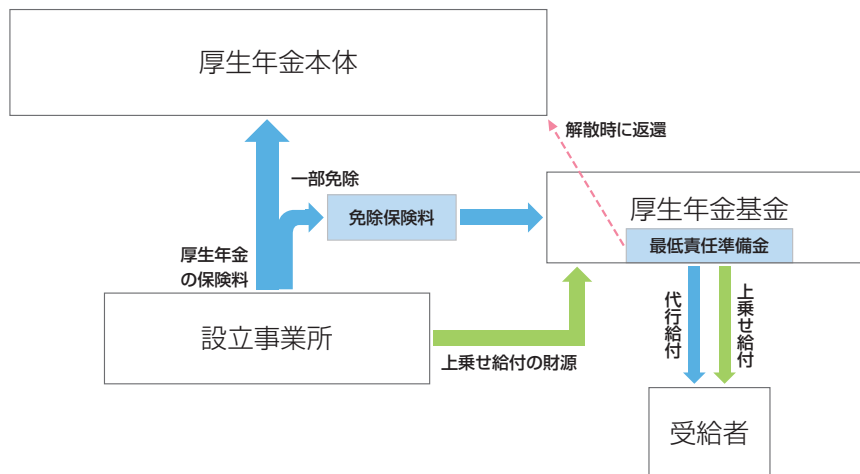 厚生年金本体
解散時に返還
一部免除
免除保険料
厚生年金基金
最低責任準備金
厚生年金
の保険料
設立事業所
上乗せ給付の財源
代行給付
上乗せ給付
受給者